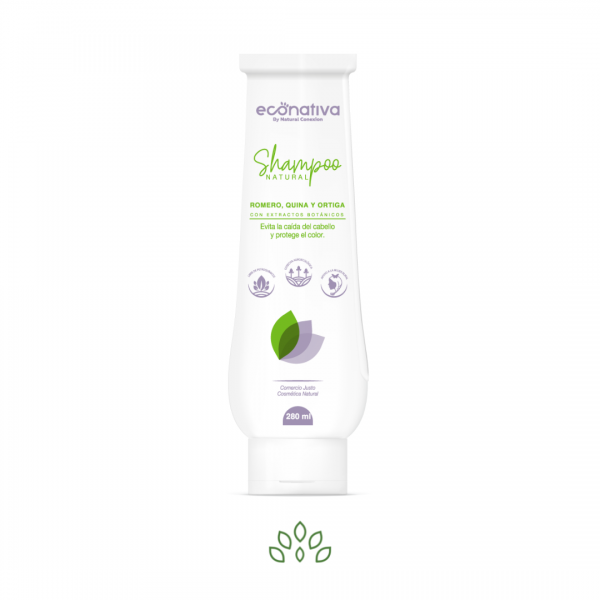 econativa
By Natural Conexion
Shampoo
NATURAL
ROMERO, QUINA Y ORTIGA
CON EXTRACTOS BOTÁNICOS
Evita la caída del cabello
y protege el color.
Comercio Justo
Cosmética Natural
280 ml